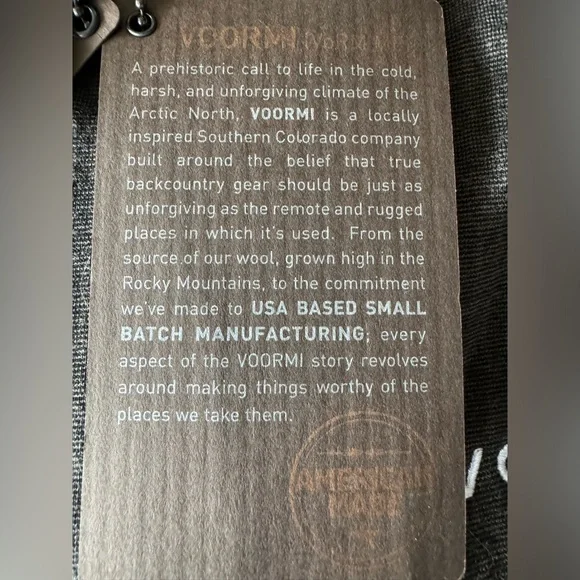 VOORMI
A prehistoric call to life in the cold,
harsh, and unforgiving climate of the
Arctic North, VOORMI is a locally
inspired Southern Colorado company
built around the belief that true
backcountry gear should be just as
unforgiving as the remote and rugged
places in which it's used. From the
source of our wool, grown high in the
Rocky Mountains, to the commitment
we've made to USA BASED SMALL
BATCH MANUFACTURING; every
aspect of the VOORMI story revolves
around making things worthy of the
places we take them.
AMERICAN
MADE